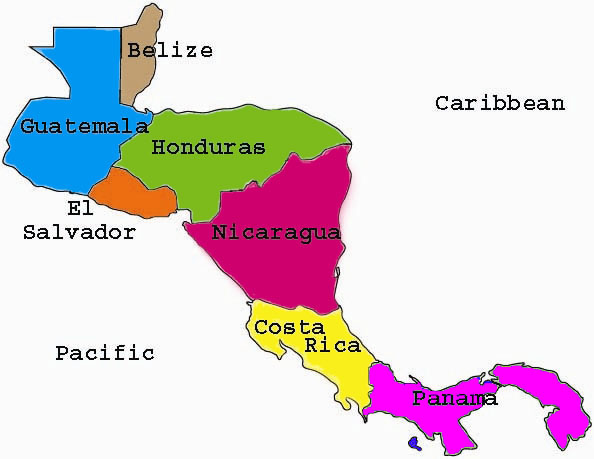 Belize
Caribbean
Guatemala
Honduras
El
Salvador
Nicaragua
Costa
Rica
Pacific
Panama